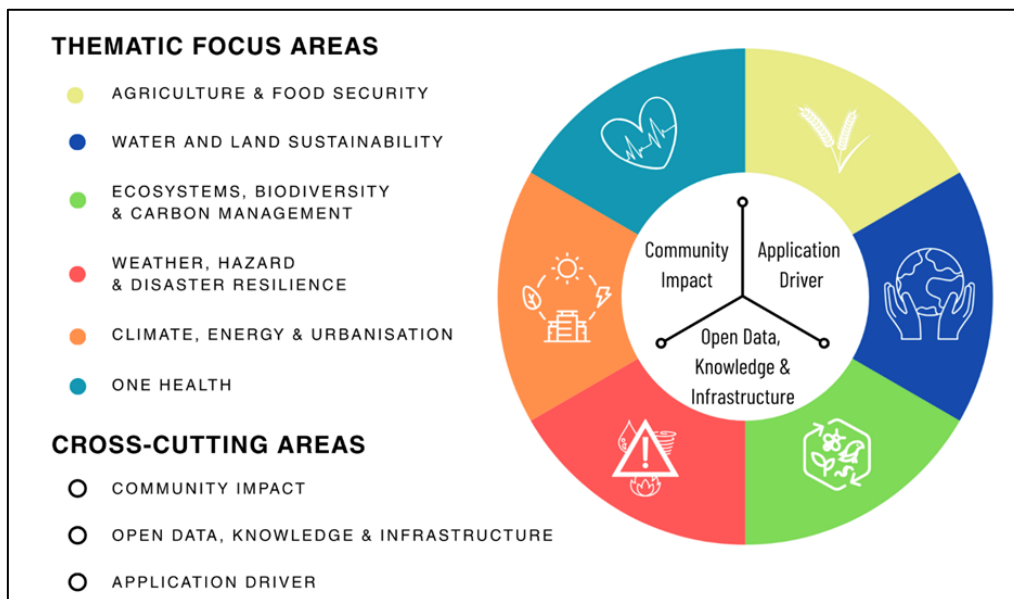 THEMATIC FOCUS AREAS
AGRICULTURE & FOOD SECURITY
WATER AND LAND SUSTAINABILITY
ECOSYSTEMS, BIODIVERSITY
& CARBON MANAGEMENT
WEATHER, HAZARD
& DISASTER RESILIENCE
CLIMATE, ENERGY & URBANISATION
ONE HEALTH
CROSS-CUTTING AREAS
COMMUNITY IMPACT
OPEN DATA, KNOWLEDGE & INFRASTRUCTURE
APPLICATION DRIVER
Community
Impact
Application
Driver
Open Data,
Knowledge &
Infrastructure